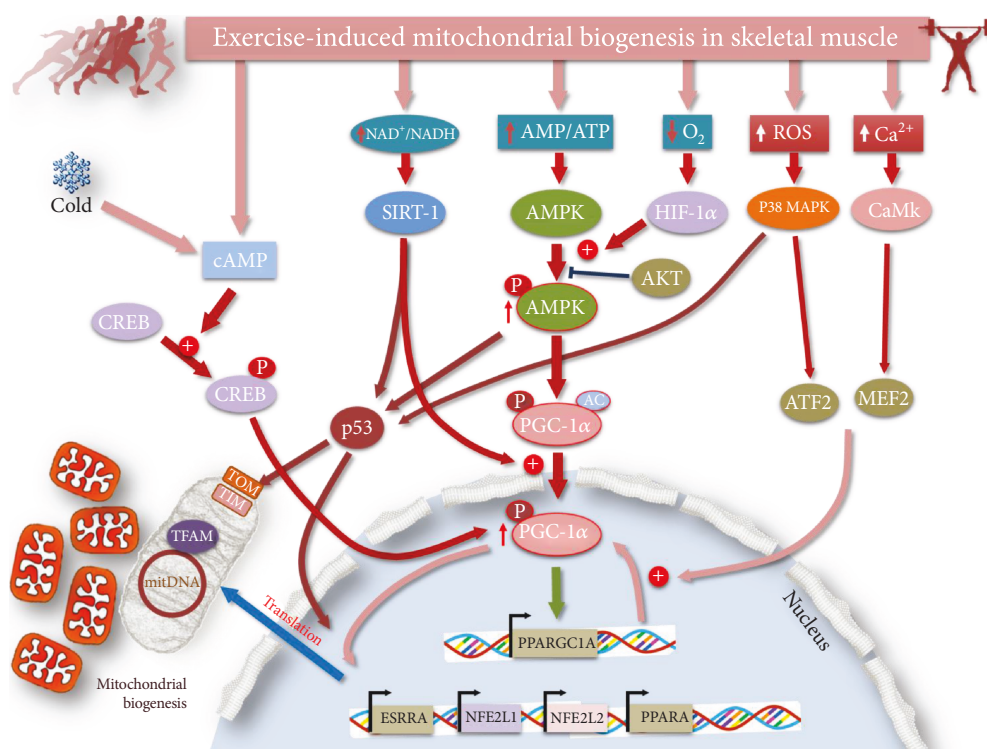 Exercise-induced mitochondrial biogenesis in skeletal muscle
NAD⁺/NADH
AMP/ATP
O₂
ROS
Ca²⁺
Cold
SIRT-1
AMPK
HIF-1α
P38 MAPK
CaMk
cAMP
+
AKT
P
AMPK
CREB
+
P
CREB
ATF2
MEF2
P
AC
PGC-1α
p53
+
TOM
TIM
P
PGC-1α
TFAM
+
mitDNA
Translation
Nucleus
PPARGC1A
Mitochondrial
biogenesis
ESRRA
NFE2L1
NFE2L2
PPARA